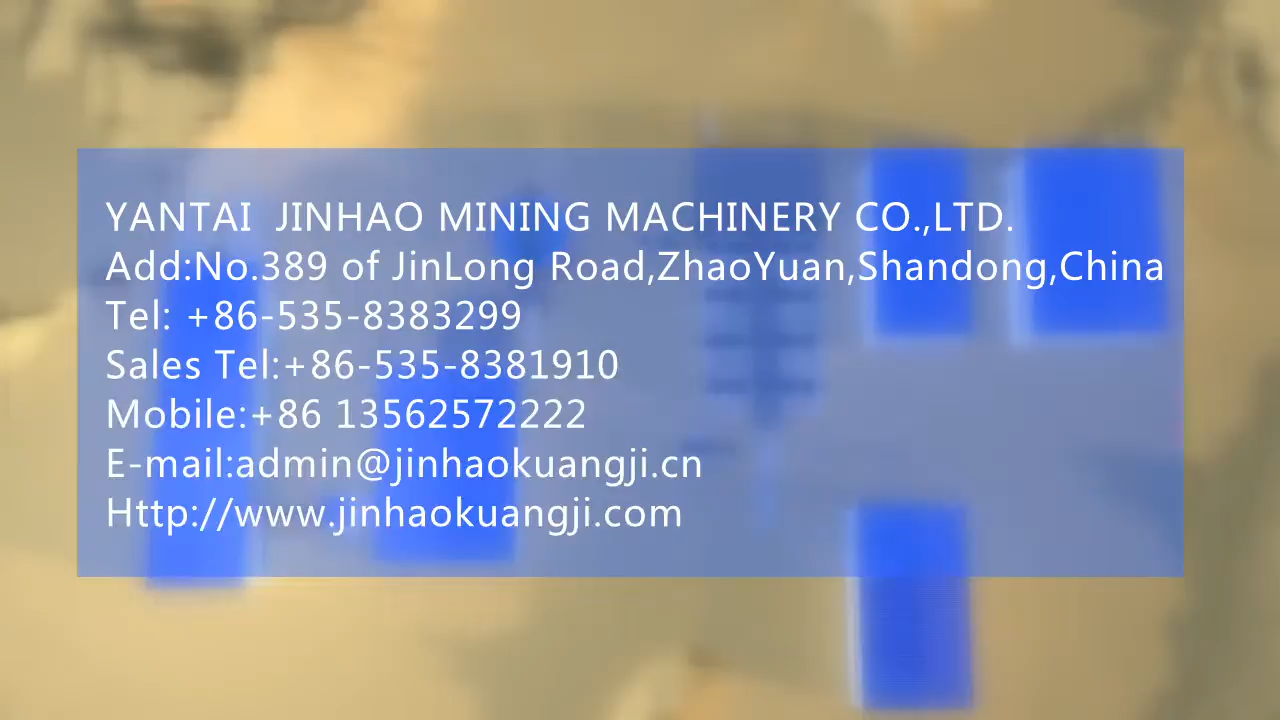 YANTAI  JINHAO MINING MACHINERY CO.,LTD.
Add:No.389 of JinLong Road,ZhaoYuan,Shandong,China
Tel: +86-535-8383299
Sales Tel:+86-535-8381910
Mobile:+86 13562572222
E-mail:admin@jinhaokuangji.cn
Http://www.jinhaokuangji.com